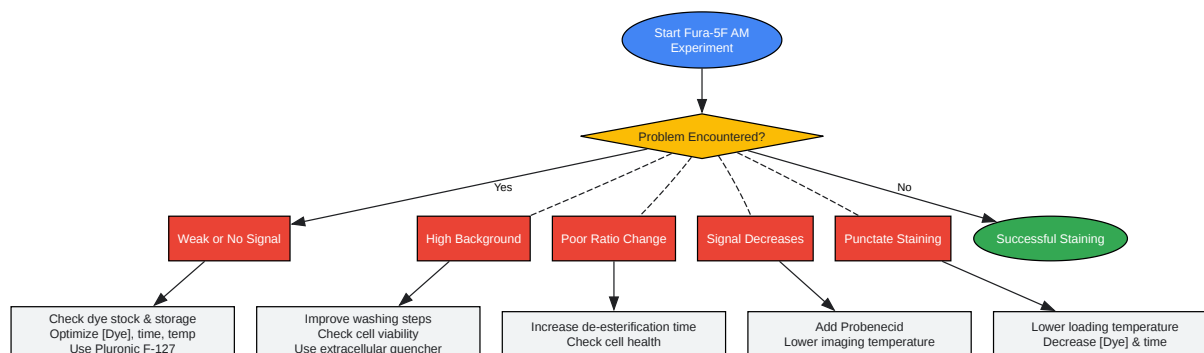 Start Fura-5F AM
Experiment
Problem Encountered?
Yes
No
Weak or No Signal
High Background
Poor Ratio Change
Signal Decreases
Punctate Staining
Successful Staining
Check dye stock & storage
Optimize [Dye], time, temp
Use Pluronic F-127
Improve washing steps
Check cell viability
Use extracellular quencher
Increase de-esterification time
Check cell health
Add Probenecid
Lower imaging temperature
Lower loading temperature
Decrease [Dye] & time